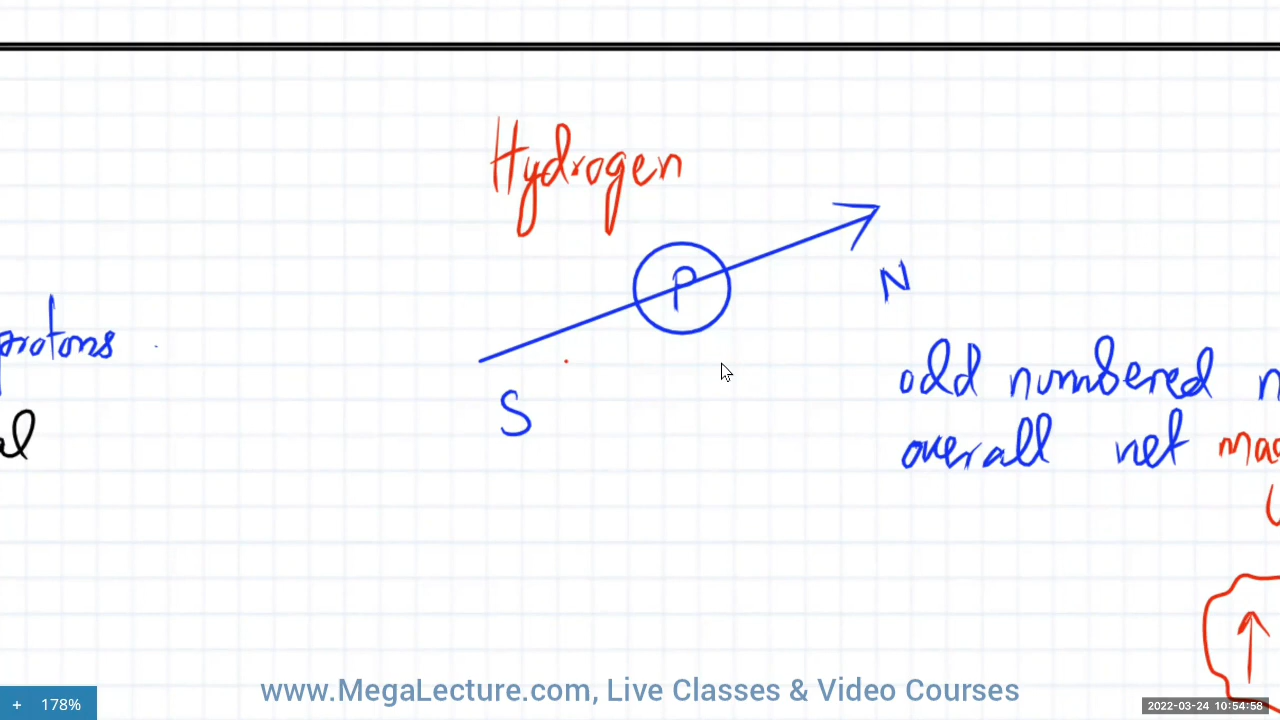 Hydrogen
P
N
protons
S
odd numbered
overall net
www.MegaLecture.com, Live Classes & Video Courses
+ 178%
2022-03-24 10:54:58